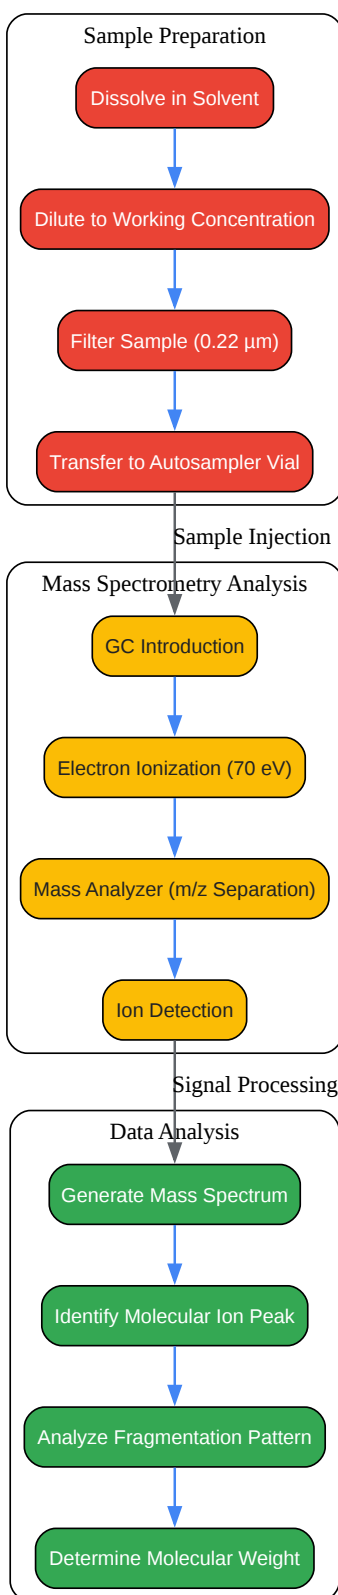 Sample Preparation
Dissolve in Solvent
Dilute to Working Concentration
Filter Sample (0.22 µm)
Transfer to Autosampler Vial
Sample Injection
Mass Spectrometry Analysis
GC Introduction
Electron Ionization (70 eV)
Mass Analyzer (m/z Separation)
Ion Detection
Signal Processing
Data Analysis
Generate Mass Spectrum
Identify Molecular Ion Peak
Analyze Fragmentation Pattern
Determine Molecular Weight